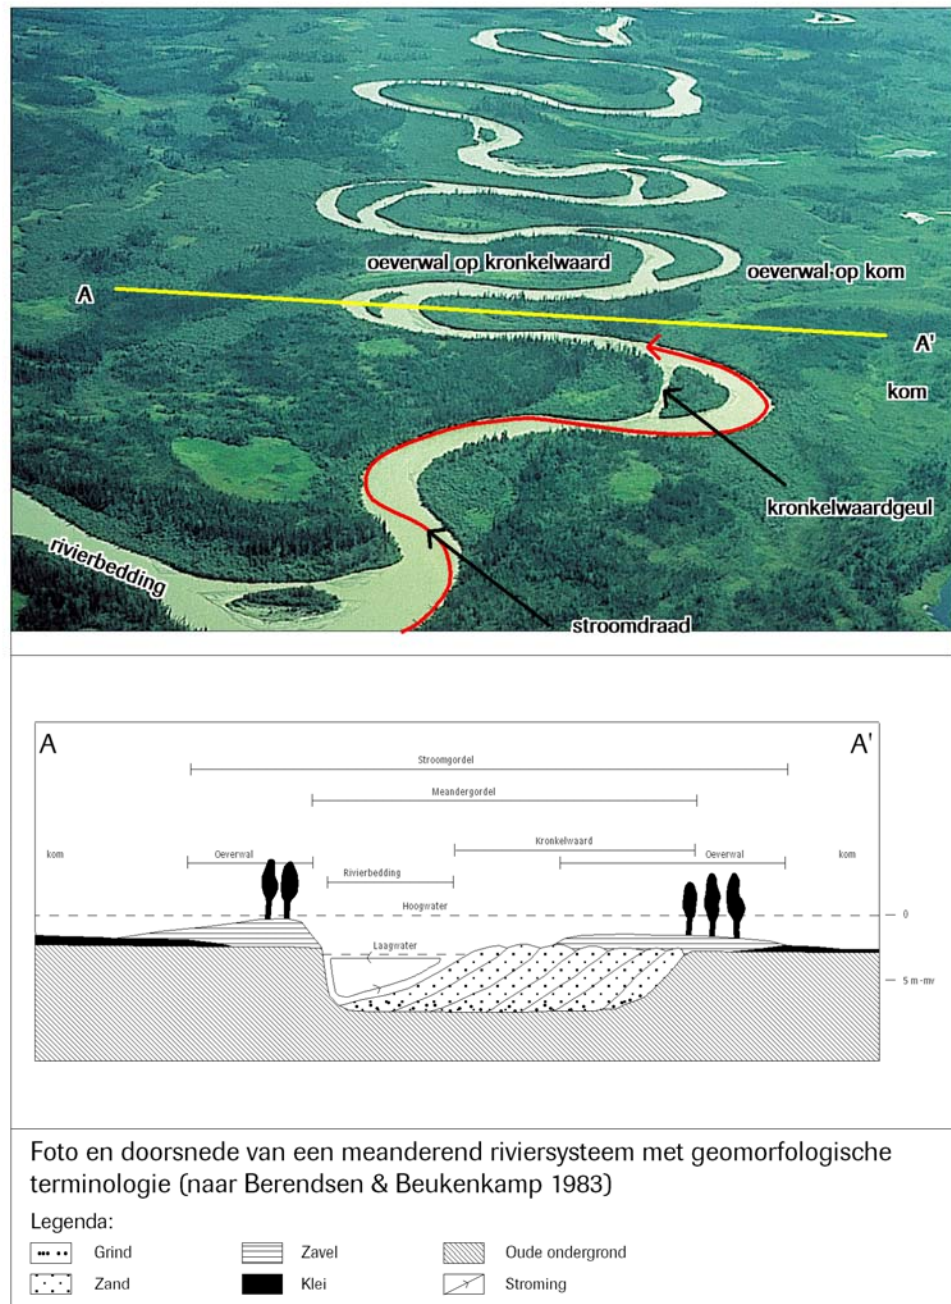 oeverwal op kronkelwaard
oeverwal op kom
A
A'
kom
kronkelwaardgeul
rivierbedding
stroomdraad
A
A'
Stroomgordel
Meandergordel
Kronkelwaard
kom
Oeverwal
Oeverwal
kom
Rivierbedding
Hoogwater
0
Laagwater
5 m -mv
Foto en doorsnede van een meanderend riviersysteem met geomorfologische
terminologie (naar Berendsen & Beukenkamp 1983)
Legenda:
Grind
Zavel
Oude ondergrond
Zand
Klei
Stroming